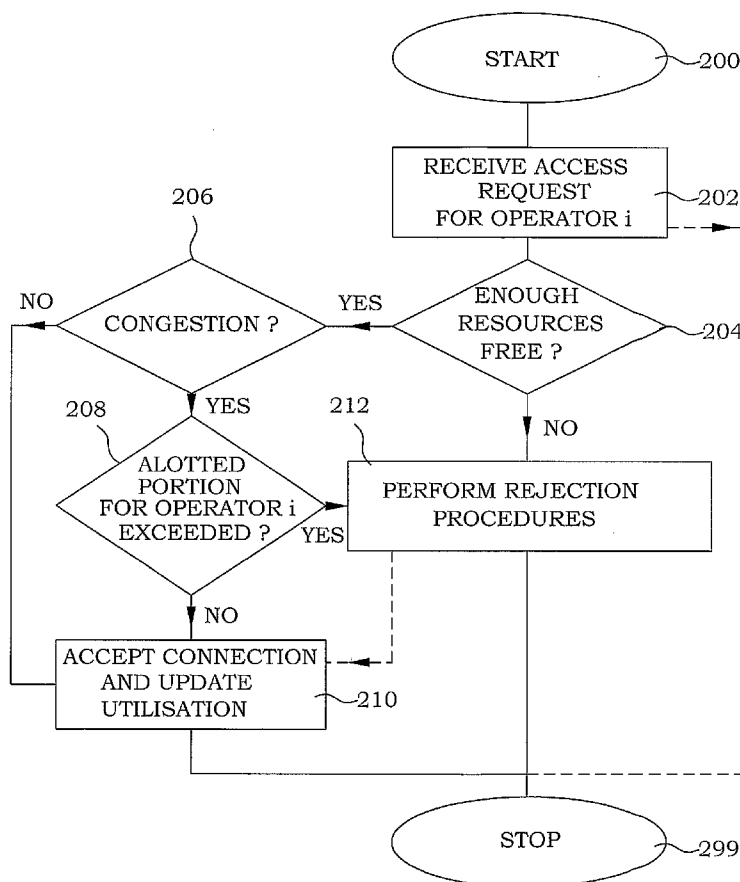 START
200
RECEIVE ACCESS
REQUEST
FOR OPERATOR i
202
206
NO
CONGESTION ?
YES
ENOUGH
RESOURCES
FREE ?
204
208
YES
212
NO
ALOTTED
PORTION
FOR OPERATOR i
EXCEEDED ?
YES
PERFORM REJECTION
PROCEDURES
NO
ACCEPT CONNECTION
AND UPDATE
UTILISATION
210
STOP
299